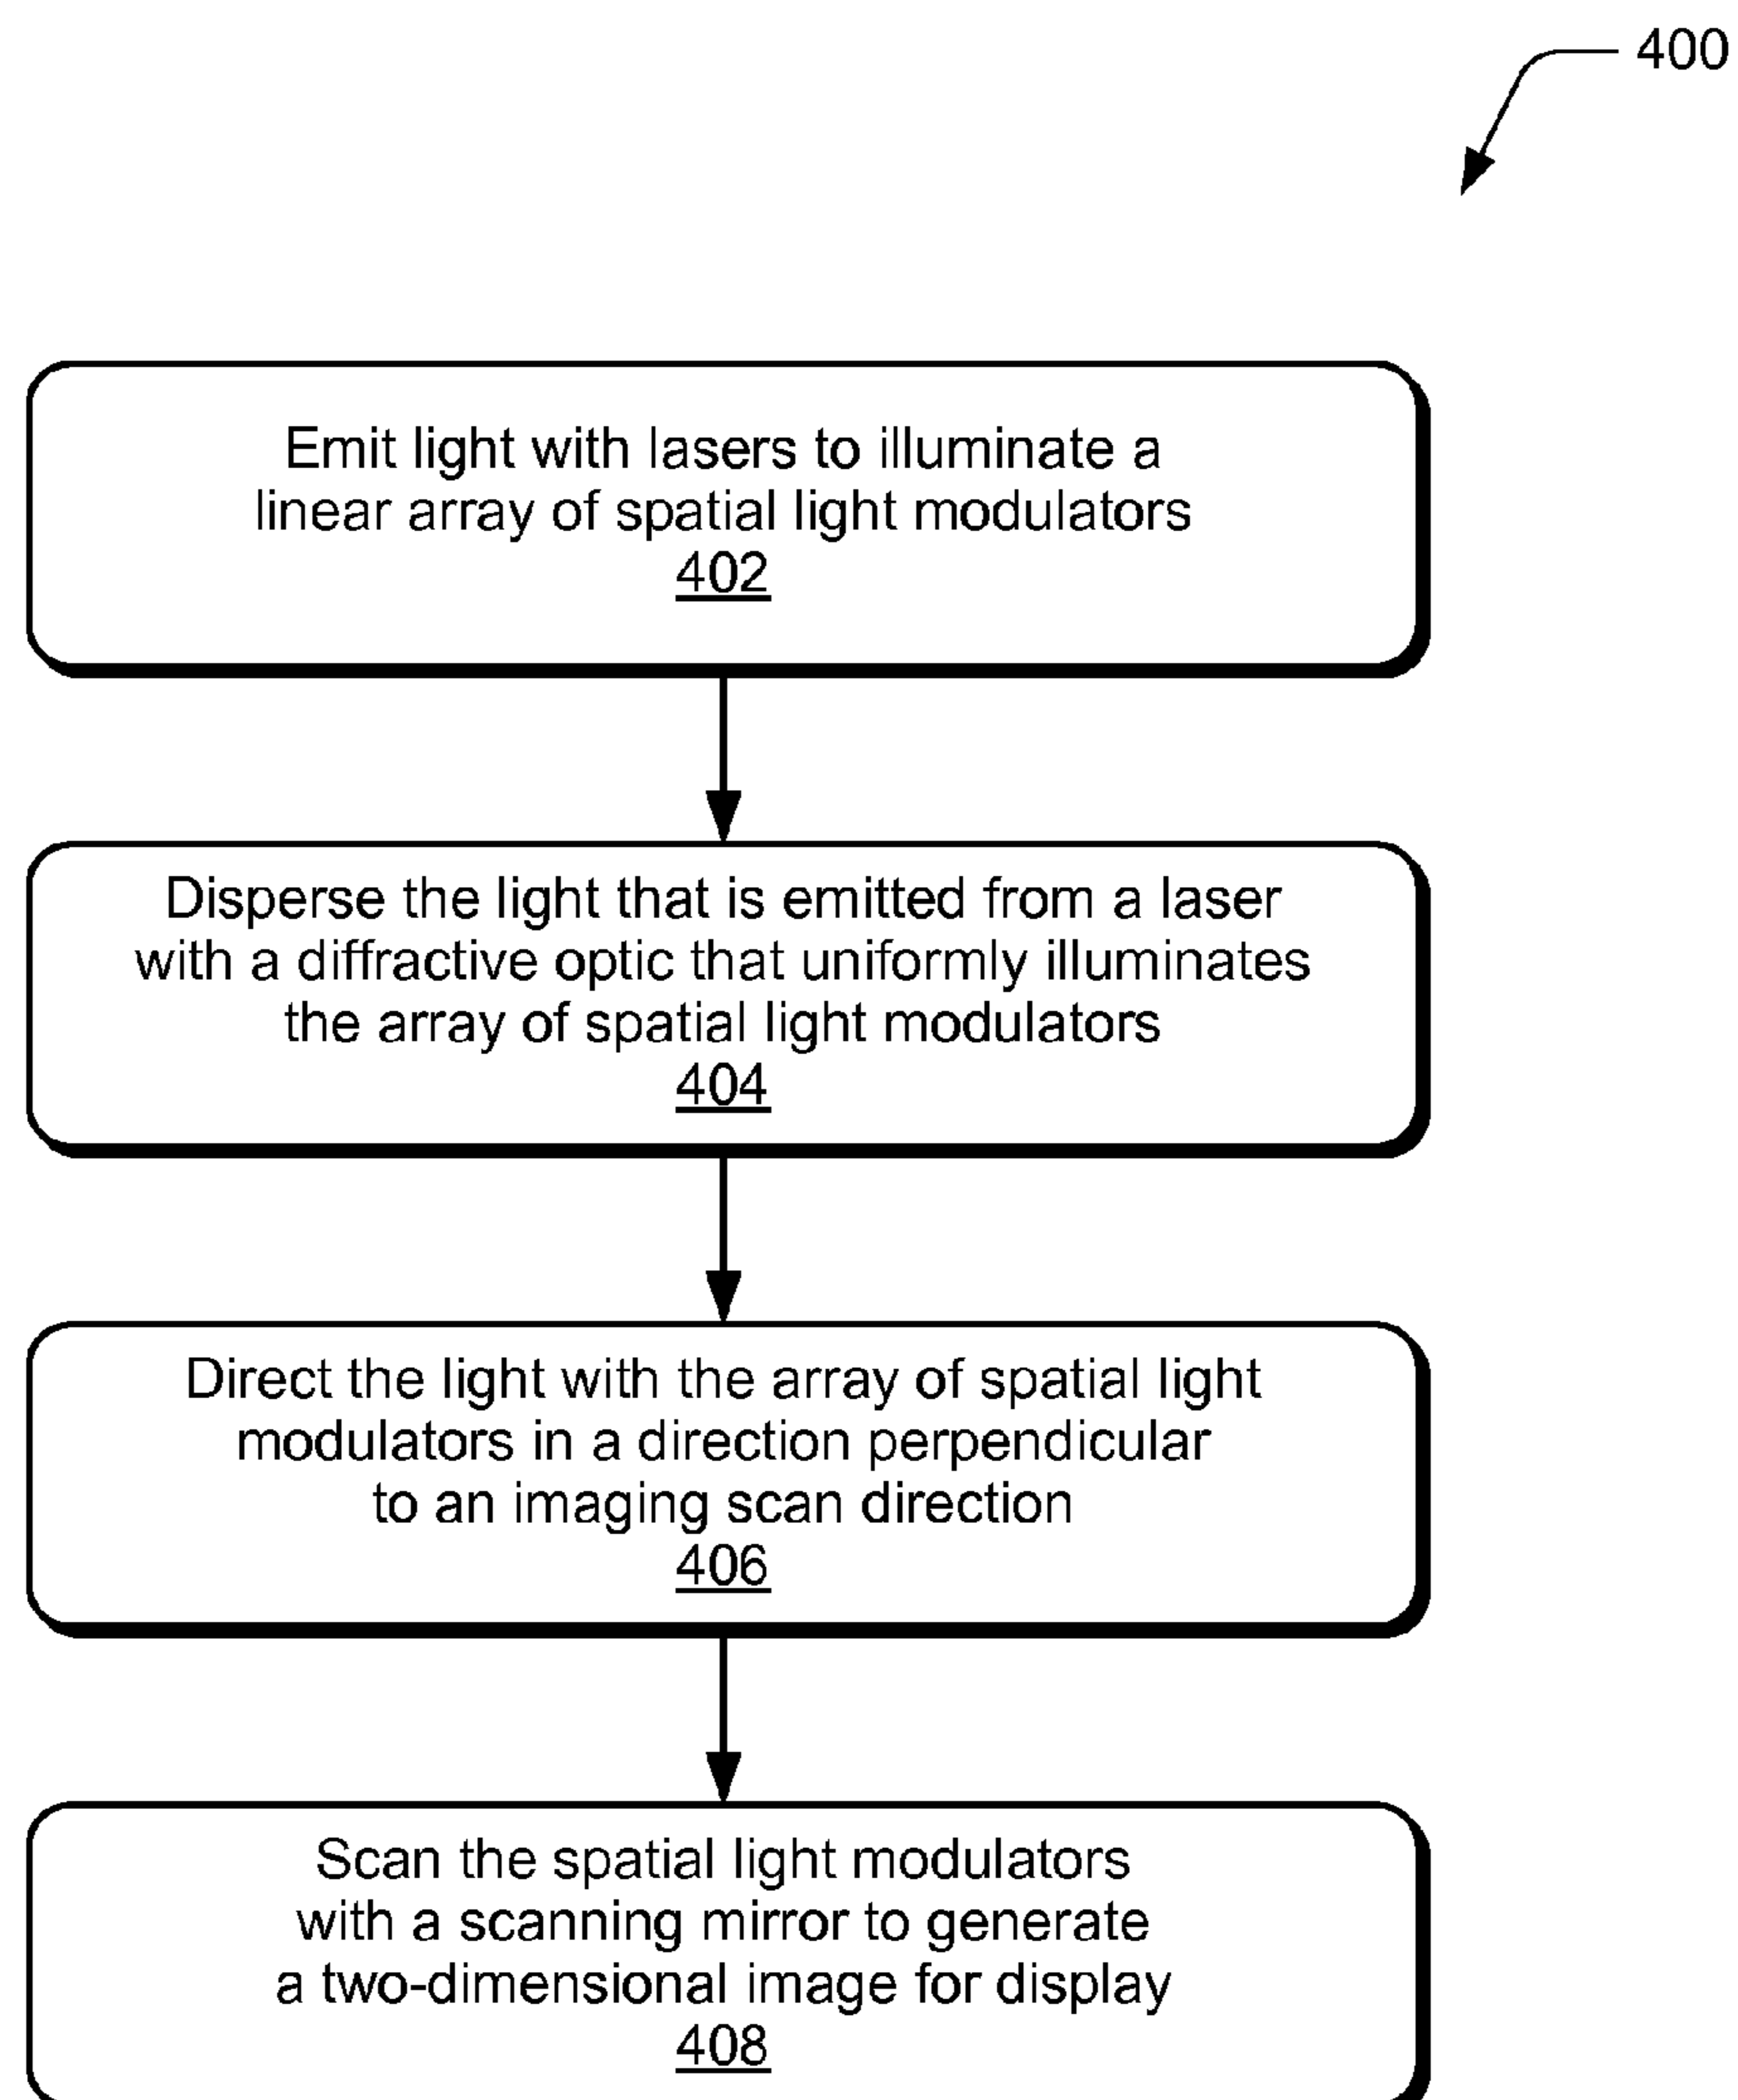 400
Emit light with lasers to illuminate a
linear array of spatial light modulators
402
Disperse the light that is emitted from a laser
with a diffractive optic that uniformly illuminates
the array of spatial light modulators
404
Direct the light with the array of spatial light
modulators in a direction perpendicular
to an imaging scan direction
406
Scan the spatial light modulators
with a scanning mirror to generate
a two-dimensional image for display
408